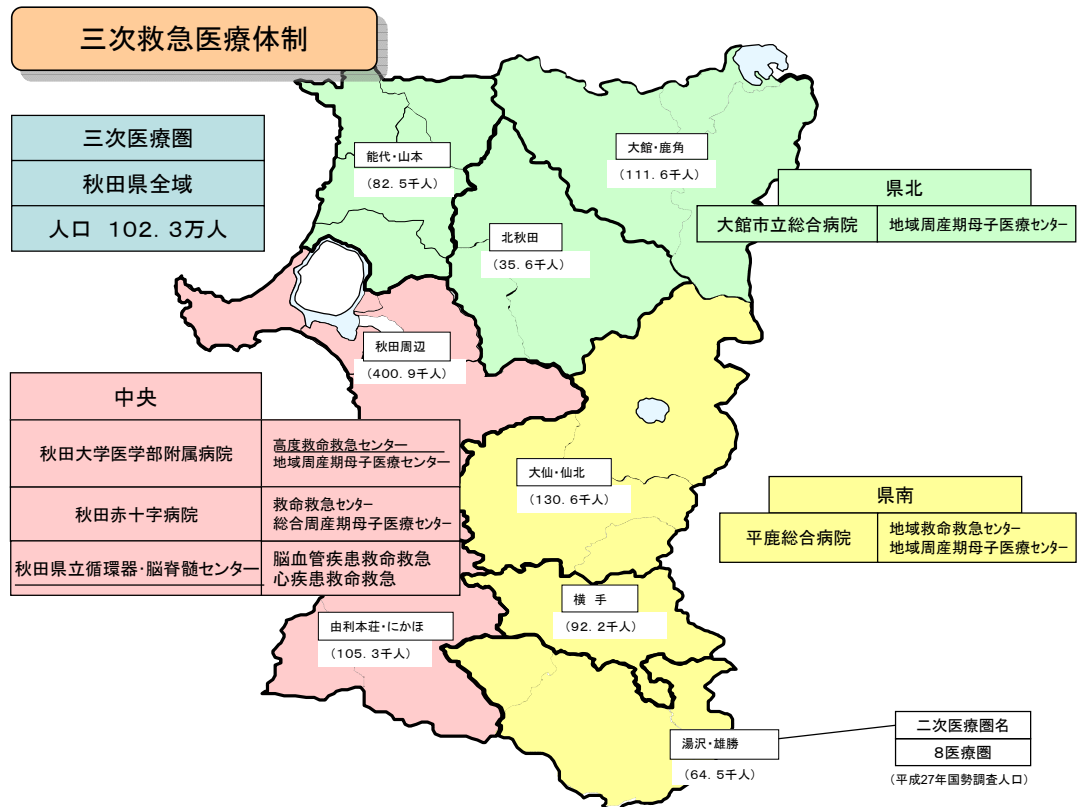 三次救急医療体制
三次医療圏
秋田県全域
人口 102.3万人
能代・山本
(82.5千人)
大館・鹿角
(111.6千人)
北秋田
(35.6千人)
県北
大館市立総合病院 地域周産期母子医療センター
秋田周辺
(400.9千人)
中央
秋田大学医学部附属病院
高度救命救急センター
地域周産期母子医療センター
秋田赤十字病院
救命救急センター
総合周産期母子医療センター
秋田県立循環器・脳脊髄センター
脳血管疾患救命救急
心疾患救命救急
大仙・仙北
(130.6千人)
県南
平鹿総合病院
地域救命救急センター
地域周産期母子医療センター
横 手
(92.2千人)
由利本荘・にかほ
(105.3千人)
湯沢・雄勝
(64.5千人)
二次医療圏名
8医療圏
(平成27年国勢調査人口)